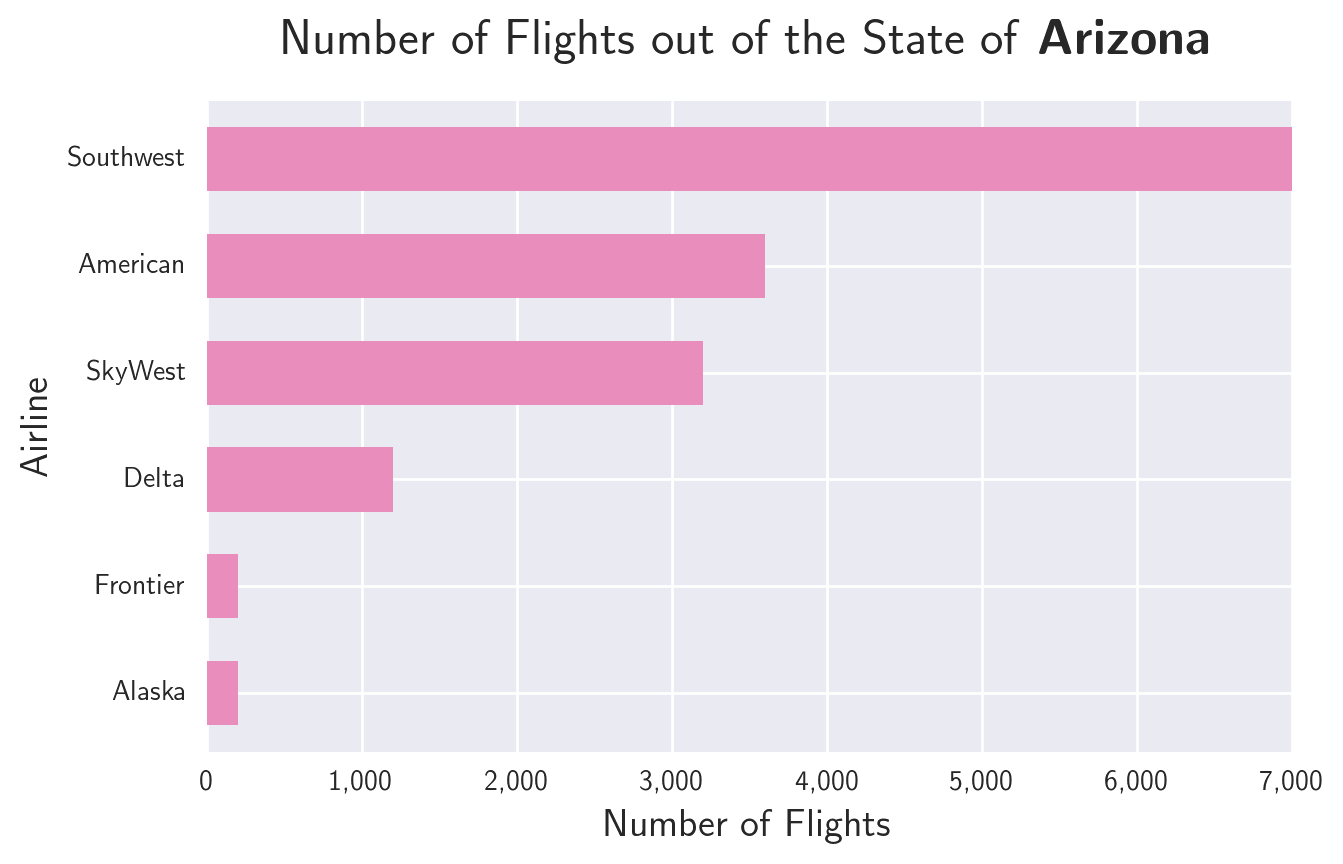 Number of Flights out of the State of Arizona
Southwest
American
SkyWest
Delta
Frontier
Alaska
Airline
0 1,000 2,000 3,000 4,000 5,000 6,000 7,000
Number of Flights